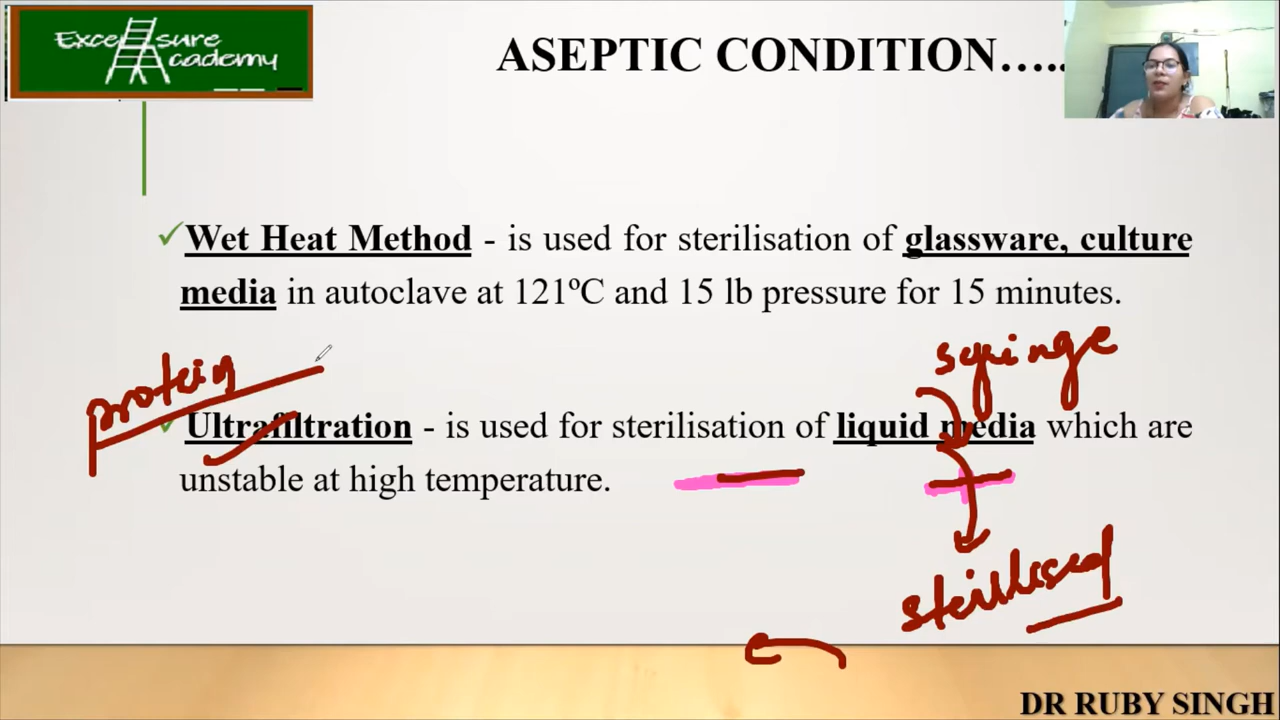 Excel sure
Academy
ASEPTIC CONDITION…..
Wet Heat Method - is used for sterilisation of glassware, culture
media in autoclave at 121ºC and 15 lb pressure for 15 minutes.
syringe
protein
Ultrafiltration - is used for sterilisation of liquid media which are
unstable at high temperature.
sterilised
DR RUBY SINGH